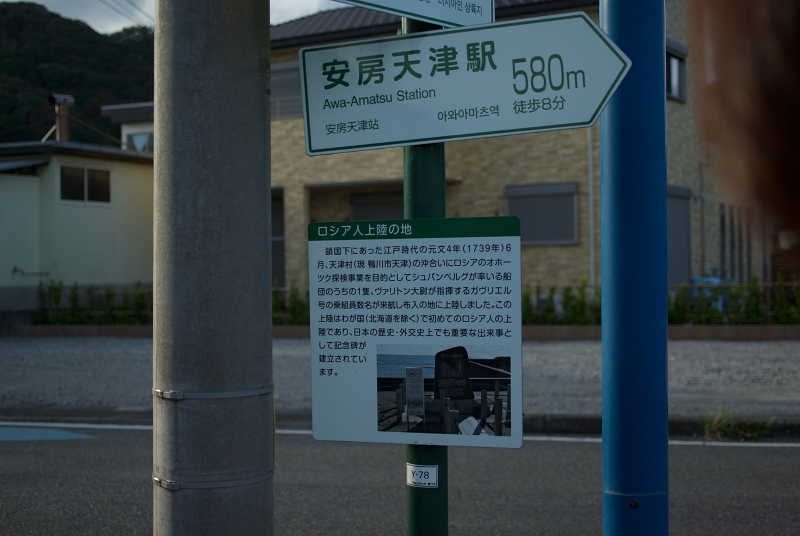 러시아인 상륙지
安房天津駅
580m
Awa-Amatsu Station
安房天津站
아와아마츠역
徒歩8分
ロシア人上陸の地
鎖国下にあった江戸時代の元文4年(1739年)6
月、天津村(現 鴨川市天津)の沖合いにロシアのオホー
ツク探検事業を目的としてシュパンベルグが率いる船
団のうちの1隻、ヴァリトン大尉が指揮するガヴリエル
号の乗組員数名が来航し布入の地に上陸しました。この
上陸はわが国(北海道を除く)で初めてのロシア人の上
陸であり、日本の歴史・外交史上でも重要な出来事と
して記念碑が
建立されてい
ます。
Y-78